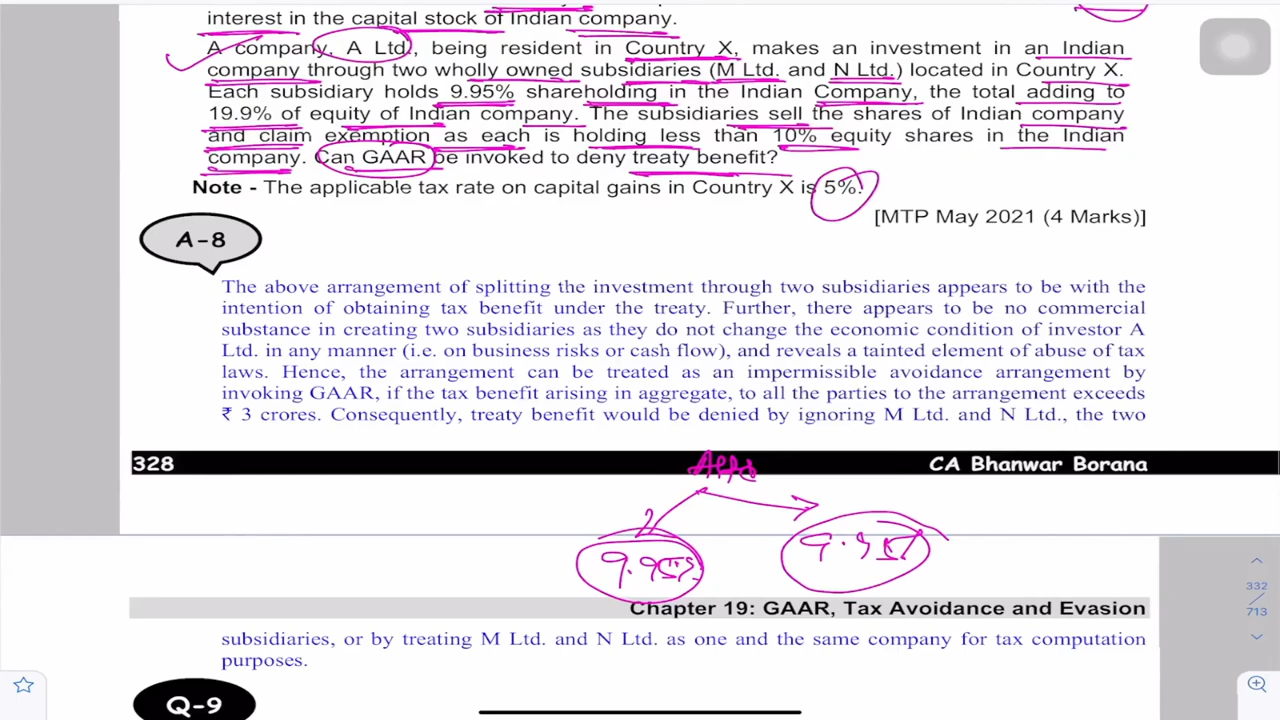 interest in the capital stock of Indian company.
A company, A Ltd., being resident in Country X, makes an investment in an Indian
company through two wholly owned subsidiaries (M Ltd. and N Ltd.) located in Country X.
Each subsidiary holds 9.95% shareholding in the Indian Company, the total adding to
19.9% of equity of Indian company. The subsidiaries sell the shares of Indian company
and claim exemption as each is holding less than 10% equity shares in the Indian
company. Can GAAR be invoked to deny treaty benefit?
Note - The applicable tax rate on capital gains in Country X is 5%.
[MTP May 2021 (4 Marks)]
A-8
The above arrangement of splitting the investment through two subsidiaries appears to be with the
intention of obtaining tax benefit under the treaty. Further, there appears to be no commercial
substance in creating two subsidiaries as they do not change the economic condition of investor A
Ltd. in any manner (i.e. on business risks or cash flow), and reveals a tainted element of abuse of tax
laws. Hence, the arrangement can be treated as an impermissible avoidance arrangement by
invoking GAAR, if the tax benefit arising in aggregate, to all the parties to the arrangement exceeds
₹ 3 crores. Consequently, treaty benefit would be denied by ignoring M Ltd. and N Ltd., the two
328
CA Bhanwar Borana
332
713
Chapter 19: GAAR, Tax Avoidance and Evasion
subsidiaries, or by treating M Ltd. and N Ltd. as one and the same company for tax computation
purposes.
Q-9